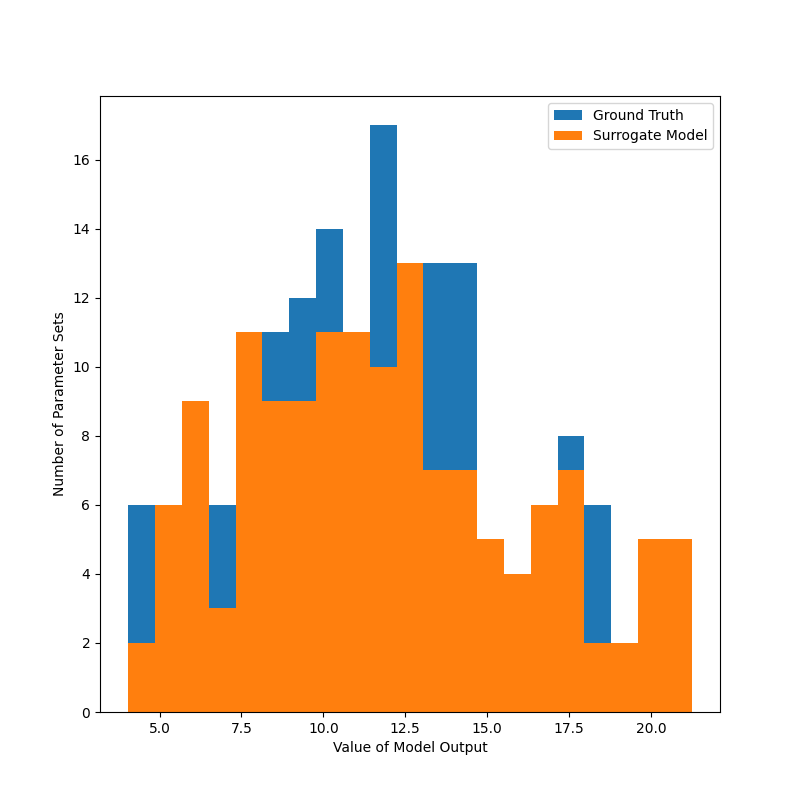 Ground Truth
Surrogate Model
Number of Parameter Sets
16
14
12
10
8
6
4
2
0
5.0 7.5 10.0 12.5 15.0 17.5 20.0
Value of Model Output